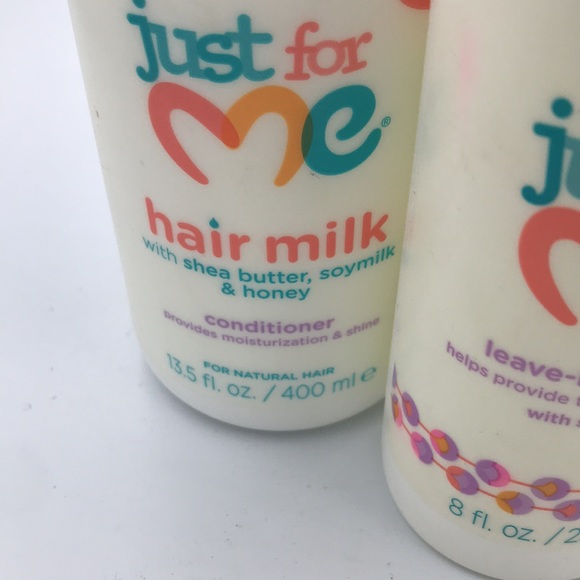 just for
me®
hair milk
with shea butter, soymilk
& honey
conditioner
provides moisturization & shine
FOR NATURAL HAIR
13.5 fl. oz. / 400 ml e
ju
leave-
helps provide
with
8 fl. oz. / 2